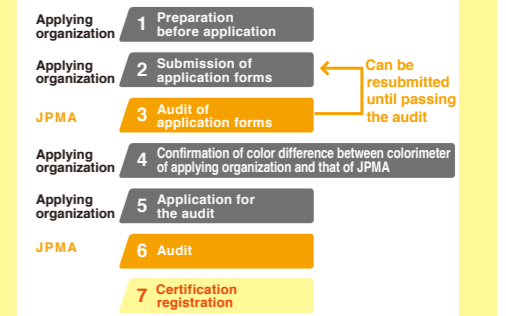 Applying
organization
1 Preparation
before application
Applying
organization
2 Submission of
application forms
Can be
resubmitted
until passing
the audit
JPMA
3 Audit of
application forms
Applying
organization
4 Confirmation of color difference between colorimeter
of applying organization and that of JPMA
Applying
organization
5 Application for
the audit
JPMA
6 Audit
7 Certification
registration